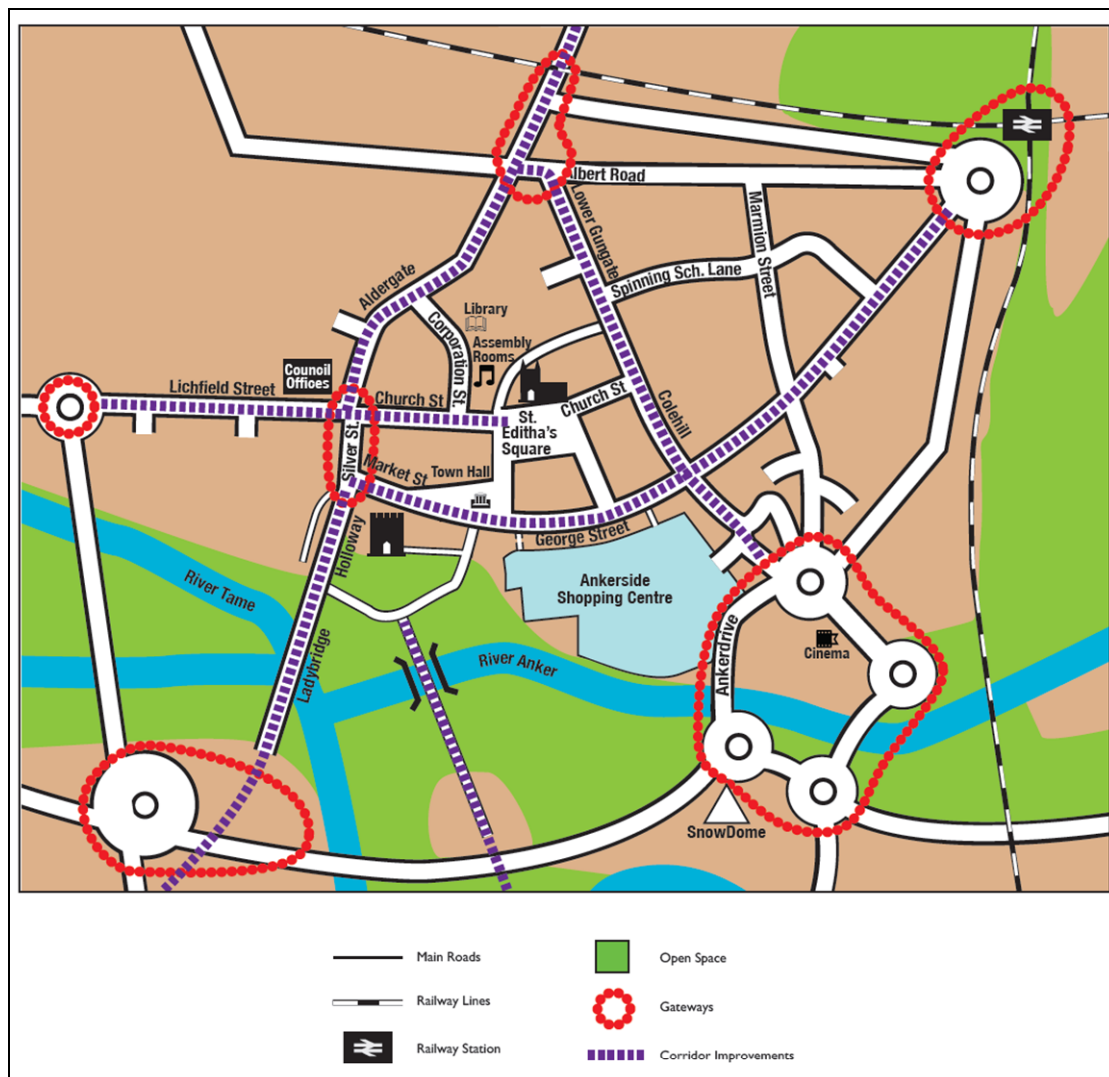 Albert Road
Lower Gungate
Marmion Street
Spinning Sch. Lane
Aldergate
Corporation St.
Library
Assembly
Rooms
Council
Offices
Lichfield Street
Church St
Church St
St.
Editha's
Square
Colehill
Silver St.
Market St
Town Hall
George Street
Holloway
Ankerside
Shopping Centre
River Tame
Ladybridge
River Anker
Ankerdrive
Cinema
SnowDome
Main Roads
Railway Lines
Railway Station
Open Space
Gateways
Corridor Improvements